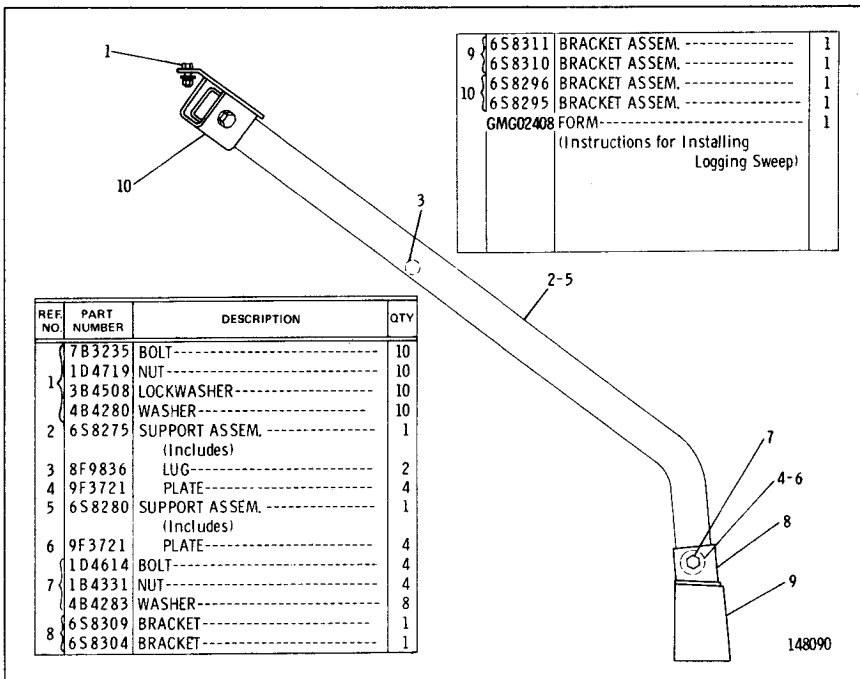 1
10
3
2-5
7
4-6
8
9
148090
9 6S8311 BRACKET ASSEM. ------------- 1
6S8310 BRACKET ASSEM. ------------- 1
10 6S8296 BRACKET ASSEM. ------------- 1
6S8295 BRACKET ASSEM. ------------- 1
GMG02408 FORM------------------------- 1
(Instructions for Installing
Logging Sweep)
REF. NO. PART NUMBER DESCRIPTION QTY
1 7B3235 BOLT------------------------- 10
1D4719 NUT------------------------- 10
3B4508 LOCKWASHER------------------- 10
4B4280 WASHER---------------------- 10
2 6S8275 SUPPORT ASSEM. -------------- 1
(Includes)
3 8F9836 LUG------------------------- 2
4 9F3721 PLATE----------------------- 4
5 6S8280 SUPPORT ASSEM. -------------- 1
(Includes)
6 9F3721 PLATE----------------------- 4
7 1D4614 BOLT------------------------- 4
1B4331 NUT------------------------- 4
4B4283 WASHER---------------------- 8
8 6S8309 BRACKET--------------------- 1
6S8304 BRACKET--------------------- 1